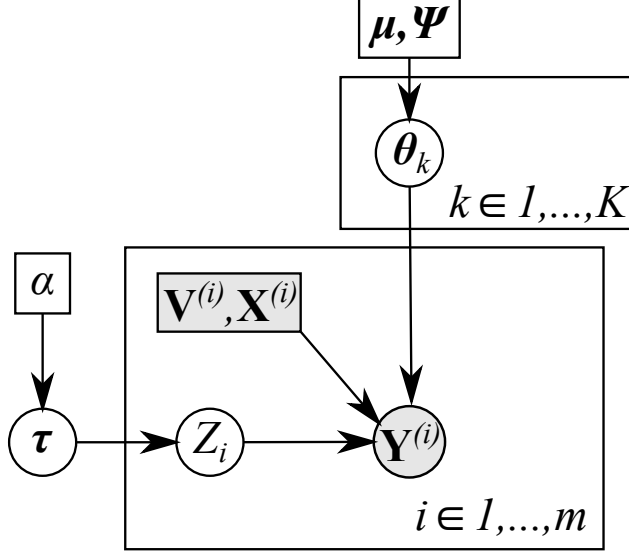 μ, Ψ
θ_k
k ∈ 1,...,K
α
V^(i), X^(i)
τ
Z_i
Y^(i)
i ∈ 1,...,m